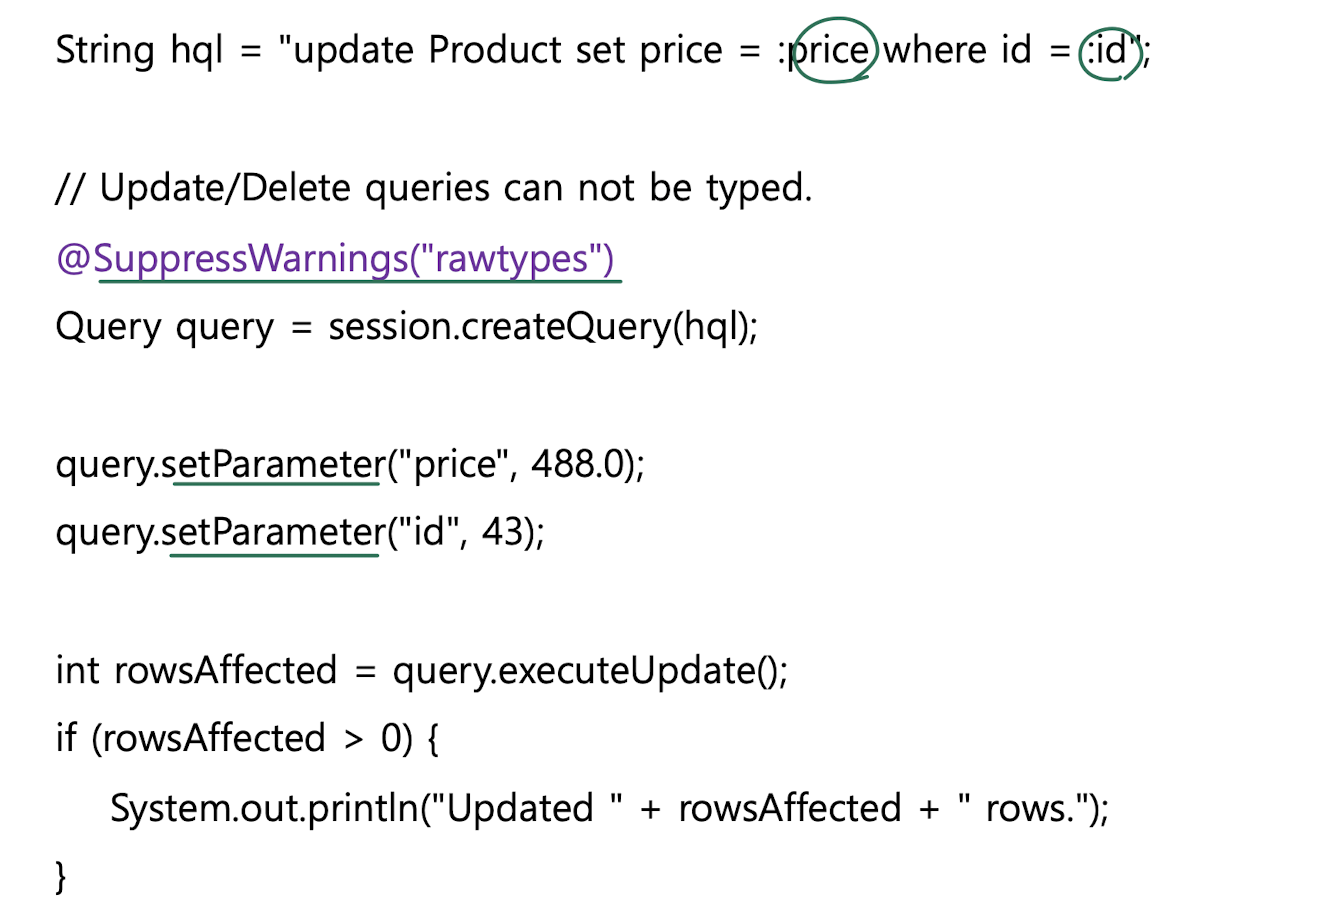 String hql = "update Product set price = :price where id = :id";
// Update/Delete queries can not be typed.
@SuppressWarnings("rawtypes")
Query query = session.createQuery(hql);
query.setParameter("price", 488.0);
query.setParameter("id", 43);
int rowsAffected = query.executeUpdate();
if (rowsAffected > 0) {
System.out.println("Updated " + rowsAffected + " rows.");
}